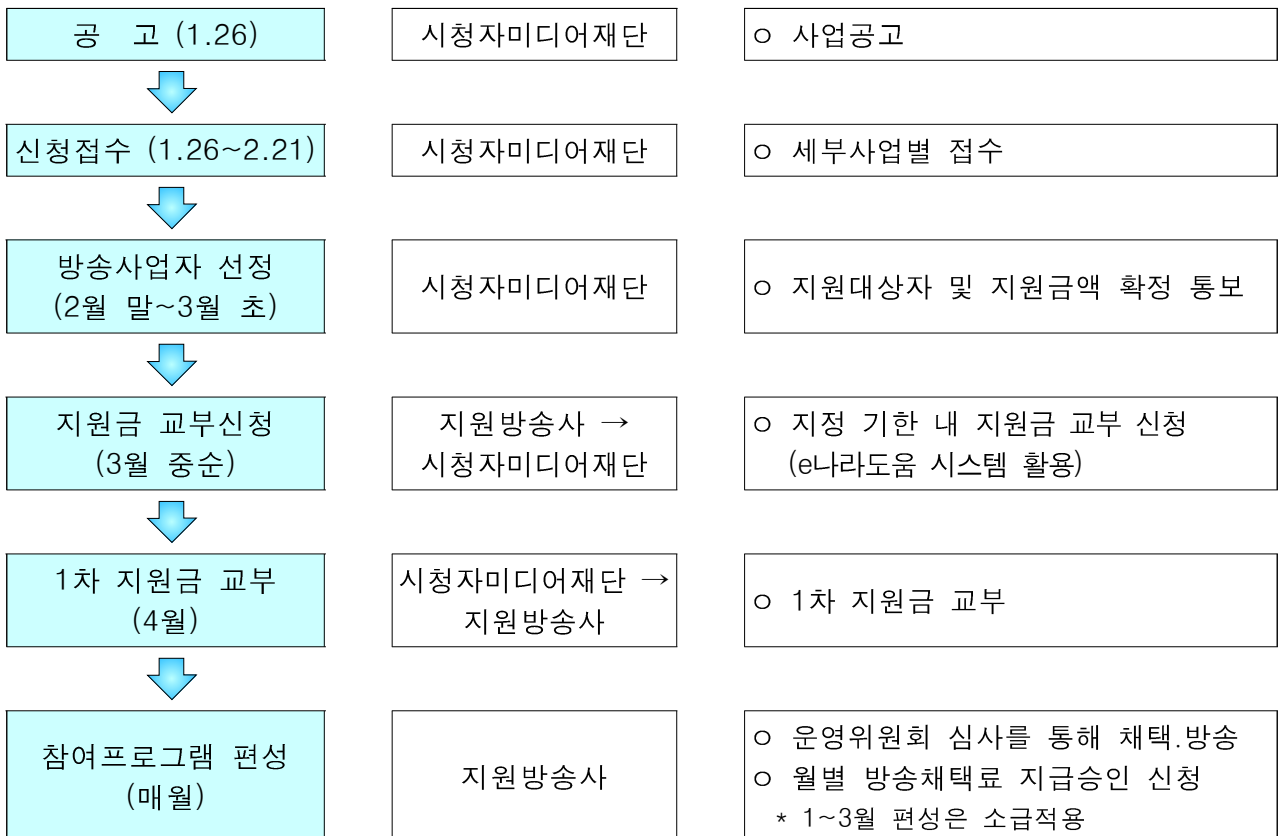 공 고 (1.26)
시청자미디어재단
ㅇ 사업공고
신청접수 (1.26~2.21)
시청자미디어재단
ㅇ 세부사업별 접수
방송사업자 선정
(2월 말~3월 초)
시청자미디어재단
ㅇ 지원대상자 및 지원금액 확정 통보
지원금 교부신청
(3월 중순)
지원방송사 →
시청자미디어재단
ㅇ 지정 기한 내 지원금 교부 신청
(e나라도움 시스템 활용)
1차 지원금 교부
(4월)
시청자미디어재단 →
지원방송사
ㅇ 1차 지원금 교부
참여프로그램 편성
(매월)
지원방송사
ㅇ 운영위원회 심사를 통해 채택.방송
ㅇ 월별 방송채택료 지급승인 신청
* 1~3월 편성은 소급적용